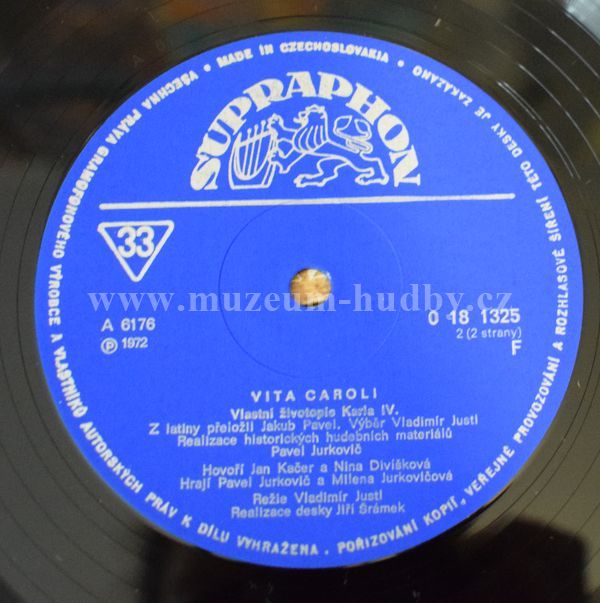 VŠECHNA PRÁVA GRAMOFONOVÉHO VÝROBCE A VLASTNÍKŮ AUTORSKÝCH PRÁV K DÍLU VYHRAŽENA. POŘIZOVÁNÍ KOPIÍ, VEŘEJNÉ PROVOZOVÁNÍ A ROZHLASOVÉ ŠÍŘENÍ TÉTO DESKY JE ZAKÁZÁNO • MADE IN CZECHOSLOVAKIA •
SUPRAPHON
33
www.muzeum-hudby.cz
A 6176
Ⓟ 1972
0 18 1325
2 (2 strany)
F
VITA CAROLI
Vlastní životopis Karla IV.
Z latiny přeložil Jakub Pavel. Výběr Vladimír Justl
Realizace historických hudebních materiálů
Pavel Jurkovič
Hovoří Jan Kačer a Nina Divíšková
Hrají Pavel Jurkovič a Milena Jurkovičová
Režie Vladimír Justl
Realizace desky Jiří Šrámek